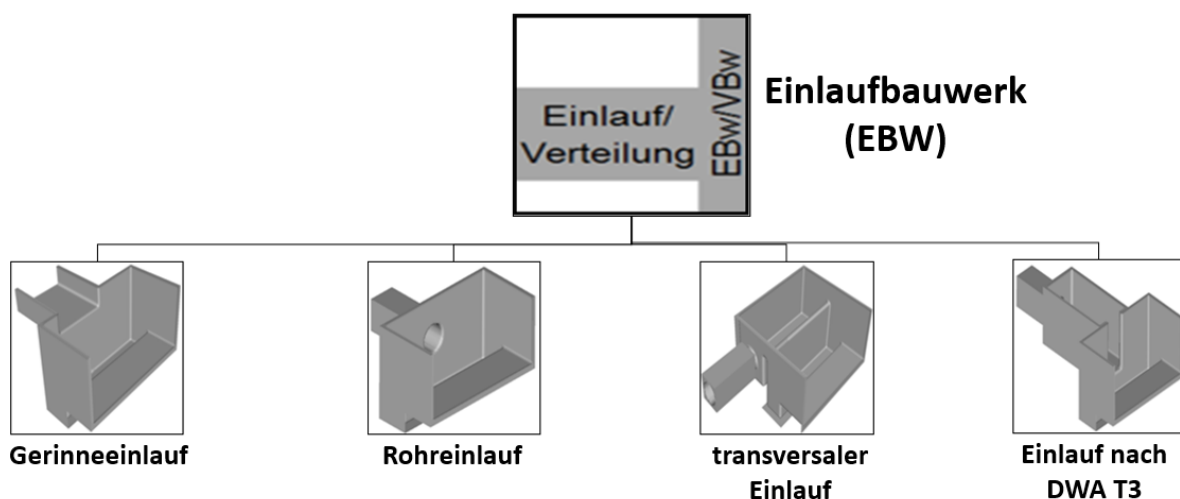 Einlauf/
Verteilung
EBw/VBw
Einlaufbauwerk
(EBW)
Gerinneeinlauf
Rohreinlauf
transversaler
Einlauf
Einlauf nach
DWA T3